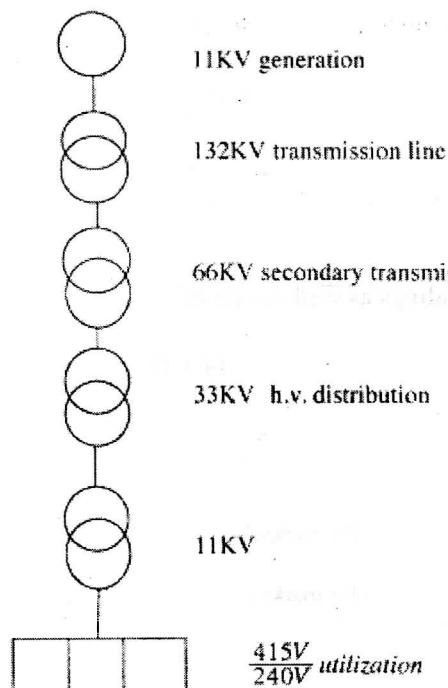 11KV generation
132KV transmission line
66KV secondary transmi
33KV h.v. distribution
11KV
415V
240V utilization